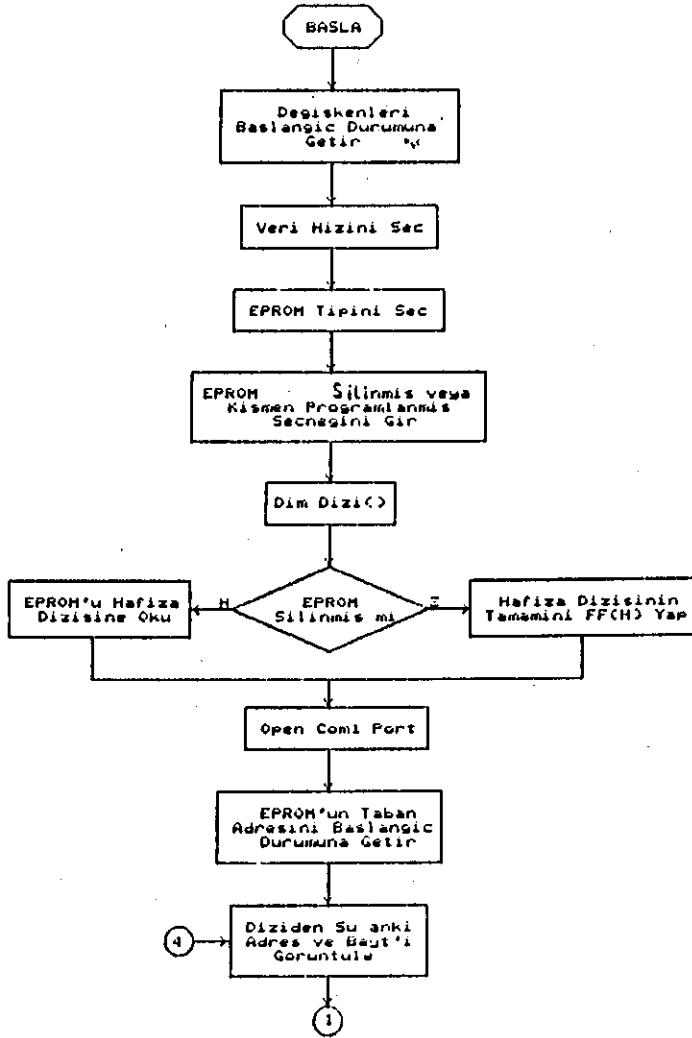 BASLA
Degiskenleri
Baslangic Durumuna
Getir
Veri Hizini Sec
EPROM Tipini Sec
EPROM Silinmis veya
Kismen Programlanmis
Secnegini Gir
Dim Dizi()
EPROM'u Hafiza
Dizisine Oku
H
EPROM
Silinmis mi
E
Hafiza Dizisinin
Tamamini FF(H) Yap
Open Com1 Port
EPROM'un Taban
Adresini Baslangic
Durumuna Getir
4
Diziden Su anki
Adres ve Bayt'i
Goruntule
1